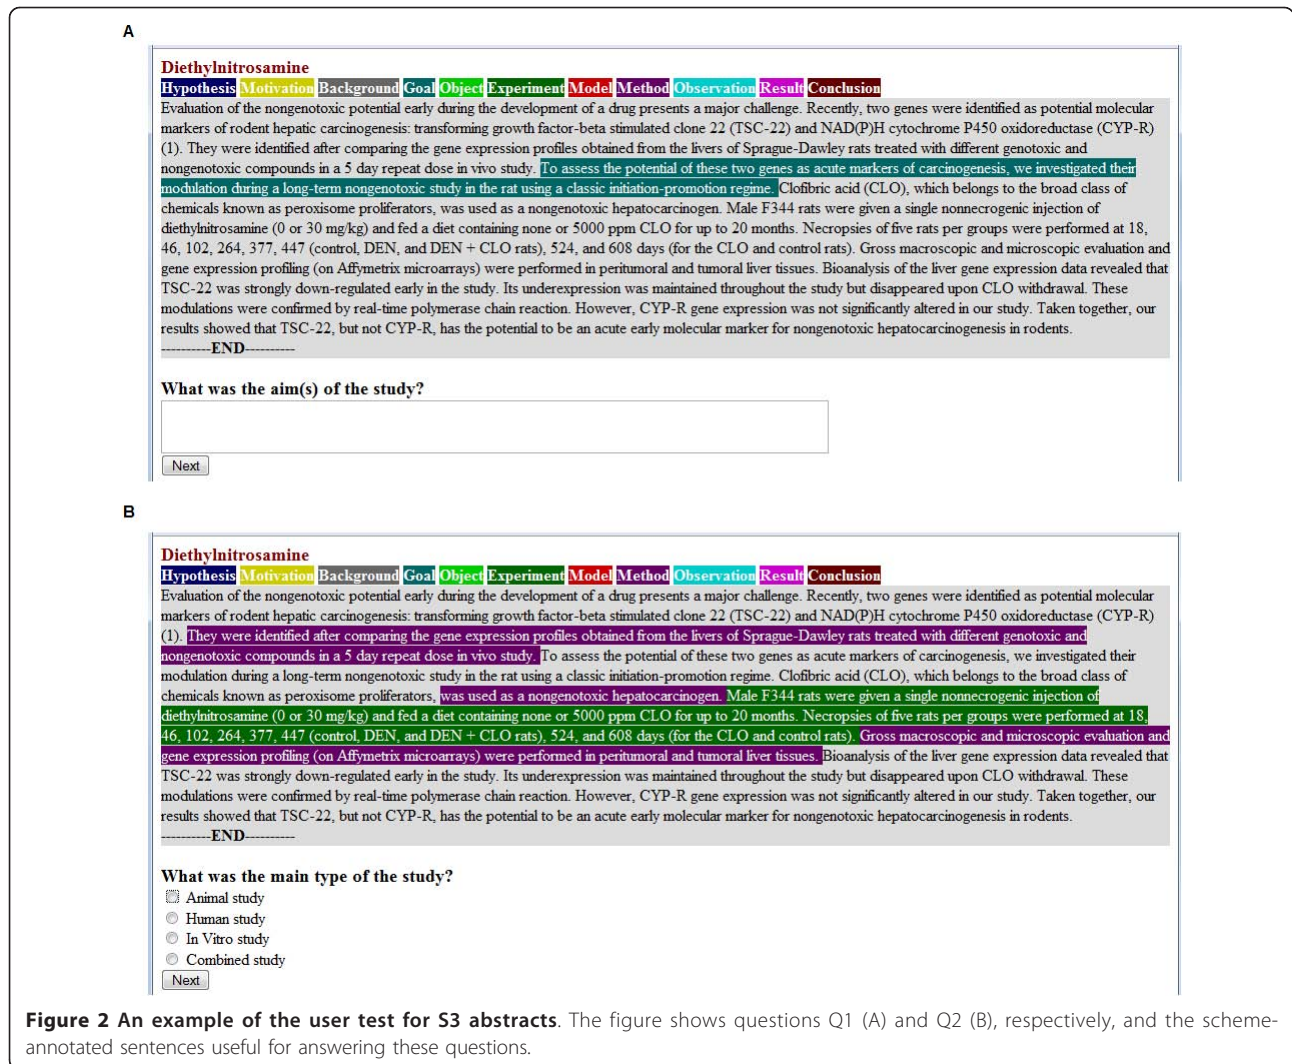 A
Diethylnitrosamine
Hypothesis Motivation Background Goal Object Experiment Model Method Observation Result Conclusion
Evaluation of the nongenotoxic potential early during the development of a drug presents a major challenge. Recently, two genes were identified as potential molecular
markers of rodent hepatic carcinogenesis: transforming growth factor-beta stimulated clone 22 (TSC-22) and NAD(P)H cytochrome P450 oxidoreductase (CYP-R)
(1). They were identified after comparing the gene expression profiles obtained from the livers of Sprague-Dawley rats treated with different genotoxic and
nongenotoxic compounds in a 5 day repeat dose in vivo study. To assess the potential of these two genes as acute markers of carcinogenesis, we investigated their
modulation during a long-term nongenotoxic study in the rat using a classic initiation-promotion regime. Clofibric acid (CLO), which belongs to the broad class of
chemicals known as peroxisome proliferators, was used as a nongenotoxic hepatocarcinogen. Male F344 rats were given a single nonnecrogenic injection of
diethylnitrosamine (0 or 30 mg/kg) and fed a diet containing none or 5000 ppm CLO for up to 20 months. Necropsies of five rats per groups were performed at 18,
46, 102, 264, 377, 447 (control, DEN, and DEN + CLO rats), 524, and 608 days (for the CLO and control rats). Gross macroscopic and microscopic evaluation and
gene expression profiling (on Affymetrix microarrays) were performed in peritumoral and tumoral liver tissues. Bioanalysis of the liver gene expression data revealed that
TSC-22 was strongly down-regulated early in the study. Its underexpression was maintained throughout the study but disappeared upon CLO withdrawal. These
modulations were confirmed by real-time polymerase chain reaction. However, CYP-R gene expression was not significantly altered in our study. Taken together, our
results showed that TSC-22, but not CYP-R, has the potential to be an acute early molecular marker for nongenotoxic hepatocarcinogenesis in rodents.
----------END----------
What was the aim(s) of the study?
Next
B
Diethylnitrosamine
Hypothesis Motivation Background Goal Object Experiment Model Method Observation Result Conclusion
Evaluation of the nongenotoxic potential early during the development of a drug presents a major challenge. Recently, two genes were identified as potential molecular
markers of rodent hepatic carcinogenesis: transforming growth factor-beta stimulated clone 22 (TSC-22) and NAD(P)H cytochrome P450 oxidoreductase (CYP-R)
(1). They were identified after comparing the gene expression profiles obtained from the livers of Sprague-Dawley rats treated with different genotoxic and
nongenotoxic compounds in a 5 day repeat dose in vivo study. To assess the potential of these two genes as acute markers of carcinogenesis, we investigated their
modulation during a long-term nongenotoxic study in the rat using a classic initiation-promotion regime. Clofibric acid (CLO), which belongs to the broad class of
chemicals known as peroxisome proliferators, was used as a nongenotoxic hepatocarcinogen. Male F344 rats were given a single nonnecrogenic injection of
diethylnitrosamine (0 or 30 mg/kg) and fed a diet containing none or 5000 ppm CLO for up to 20 months. Necropsies of five rats per groups were performed at 18,
46, 102, 264, 377, 447 (control, DEN, and DEN + CLO rats), 524, and 608 days (for the CLO and control rats). Gross macroscopic and microscopic evaluation and
gene expression profiling (on Affymetrix microarrays) were performed in peritumoral and tumoral liver tissues. Bioanalysis of the liver gene expression data revealed that
TSC-22 was strongly down-regulated early in the study. Its underexpression was maintained throughout the study but disappeared upon CLO withdrawal. These
modulations were confirmed by real-time polymerase chain reaction. However, CYP-R gene expression was not significantly altered in our study. Taken together, our
results showed that TSC-22, but not CYP-R, has the potential to be an acute early molecular marker for nongenotoxic hepatocarcinogenesis in rodents.
----------END----------
What was the main type of the study?
Animal study
Human study
In Vitro study
Combined study
Next
Figure 2 An example of the user test for S3 abstracts. The figure shows questions Q1 (A) and Q2 (B), respectively, and the scheme-
annotated sentences useful for answering these questions.